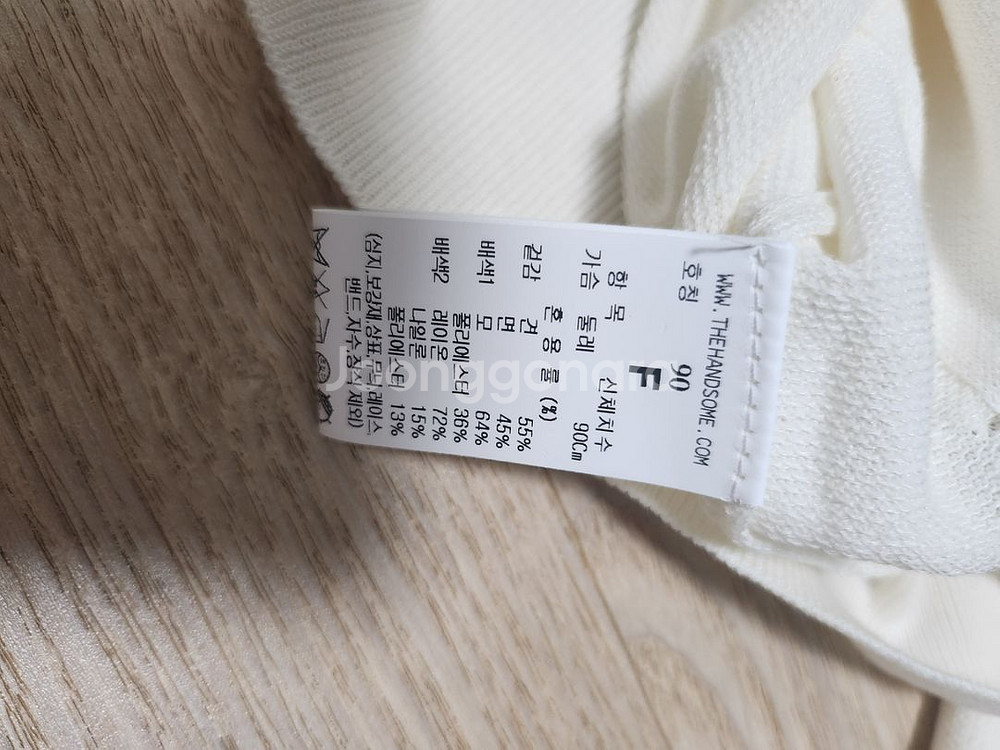 WWW.THEHANDSOME.COM
호칭 90
F
항 목 신체치수
가슴 둘레 90Cm
혼 용 률 (%)
겉감 견 55%
면 45%
배색1 모 64%
폴리에스터 36%
배색2 레이온 72%
나일론 15%
폴리에스터 13%
(심지,보강재,상표,무늬,레이스,
밴드,자수,장식 제외)
Joonggonara